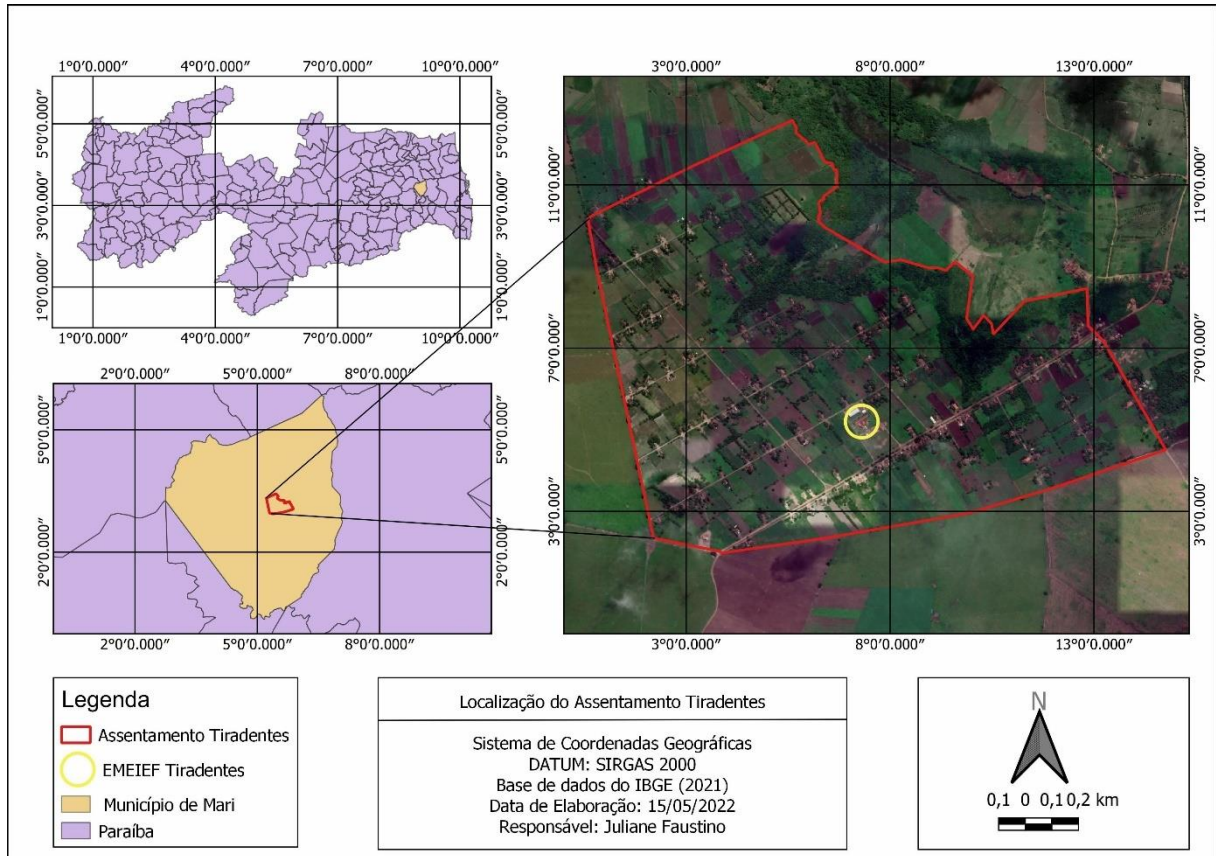 1°0′0.000″ 4°0′0.000″ 7°0′0.000″ 10°0′0.000″
5°0′0.000″
3°0′0.000″
1°0′0.000″
5°0′0.000″
3°0′0.000″
1°0′0.000″
1°0′0.000″ 4°0′0.000″ 7°0′0.000″ 10°0′0.000″
2°0′0.000″ 5°0′0.000″ 8°0′0.000″
5°0′0.000″
2°0′0.000″
5°0′0.000″
2°0′0.000″
2°0′0.000″ 5°0′0.000″ 8°0′0.000″
3°0′0.000″ 8°0′0.000″ 13°0′0.000″
11°0′0.000″
7°0′0.000″
3°0′0.000″
11°0′0.000″
7°0′0.000″
3°0′0.000″
3°0′0.000″ 8°0′0.000″ 13°0′0.000″
Legenda
Assentamento Tiradentes
EMEIEF Tiradentes
Município de Mari
Paraíba
Localização do Assentamento Tiradentes
Sistema de Coordenadas Geográficas
DATUM: SIRGAS 2000
Base de dados do IBGE (2021)
Data de Elaboração: 15/05/2022
Responsável: Juliane Faustino
N
0,1 0 0,1 0,2 km